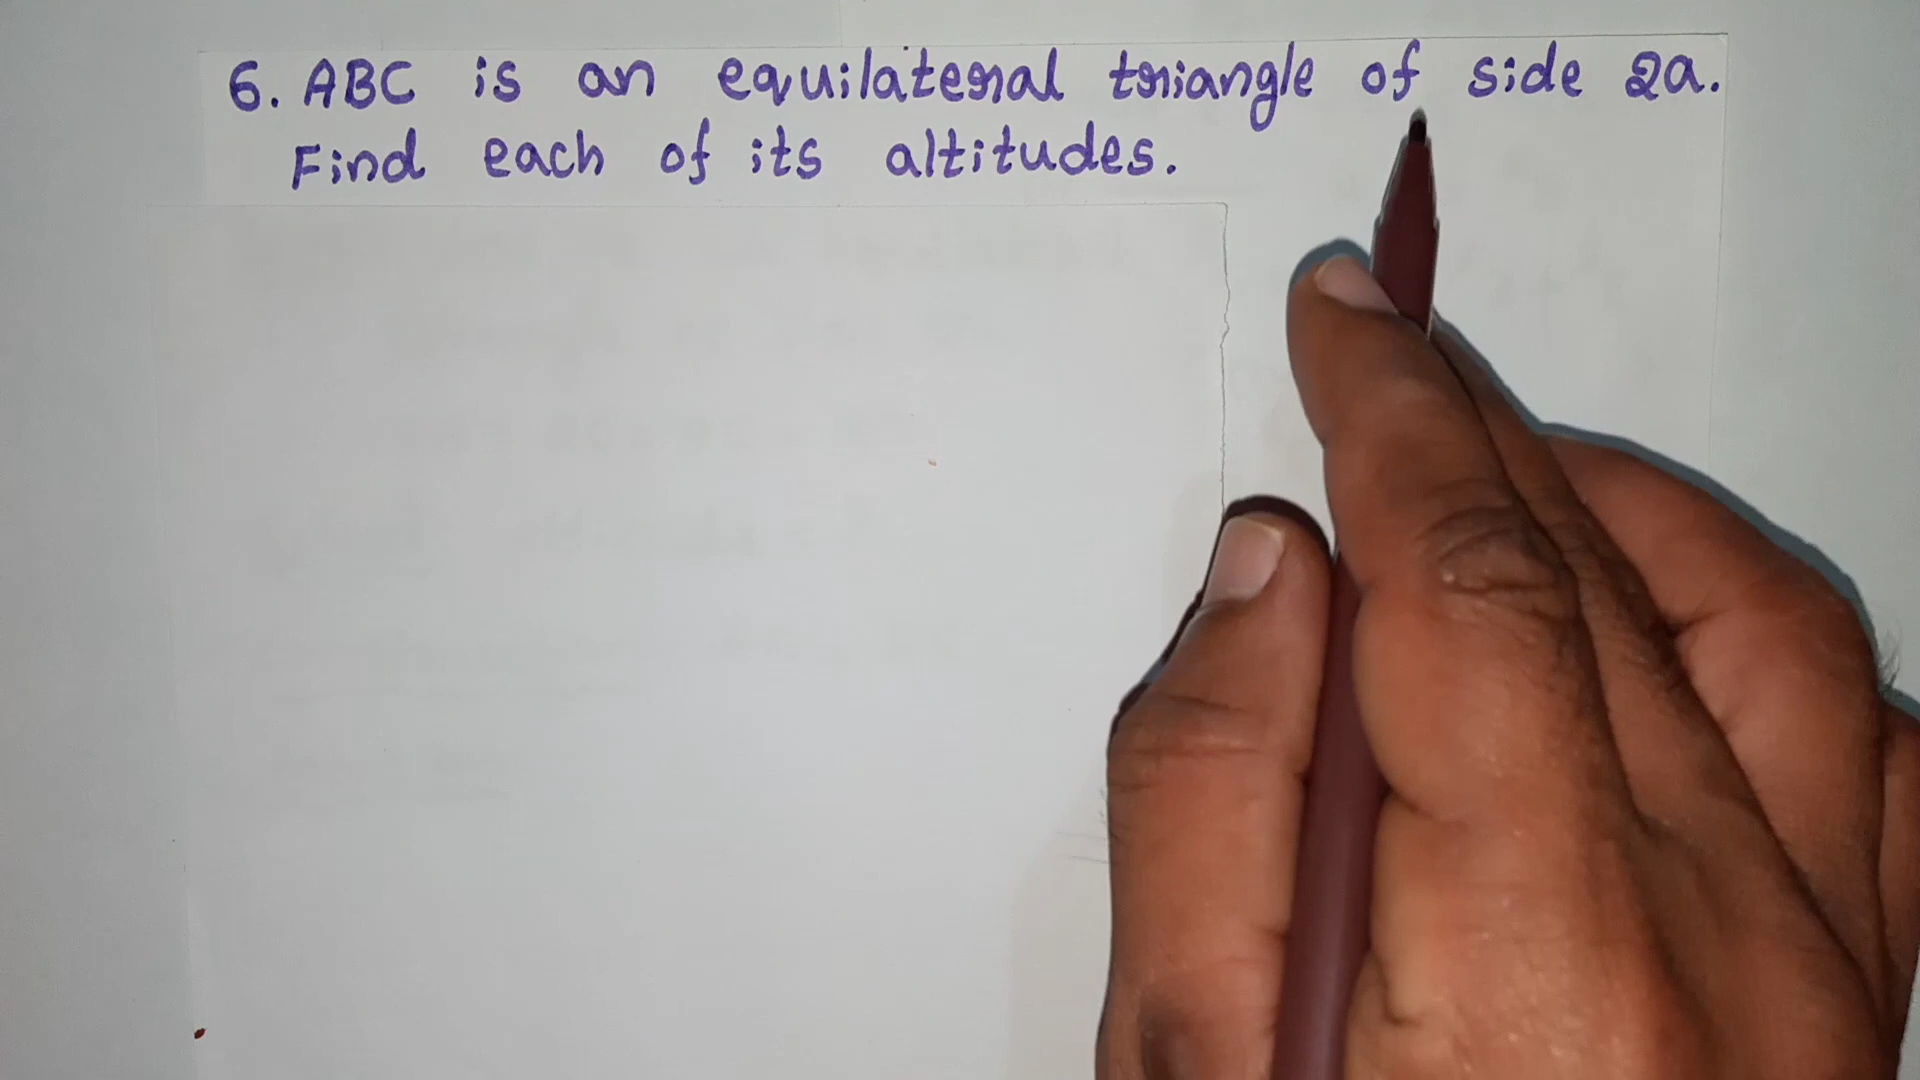 6. ABC is an equilateral triangle of side 2a.
Find each of its altitudes.